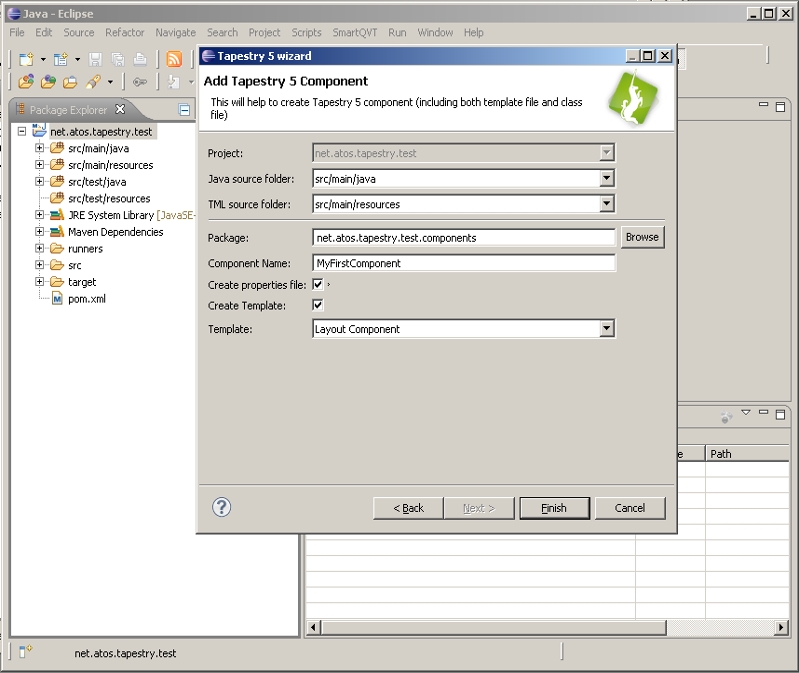 Java - Eclipse
File Edit Source Refactor Navigate Search Project Scripts SmartQVT Run Window Help
Package Explorer
net.atos.tapestry.test
src/main/java
src/main/resources
src/test/java
src/test/resources
JRE System Library [JavaSE-
Maven Dependencies
runners
src
target
pom.xml
Tapestry 5 wizard
Add Tapestry 5 Component
This will help to create Tapestry 5 component (including both template file and class
file)
Project: net.atos.tapestry.test
Java source folder: src/main/java
TML source folder: src/main/resources
Package: net.atos.tapestry.test.components Browse
Component Name: MyFirstComponent
Create properties file:
Create Template:
Template: Layout Component
? < Back Next > Finish Cancel
e Path
net.atos.tapestry.test